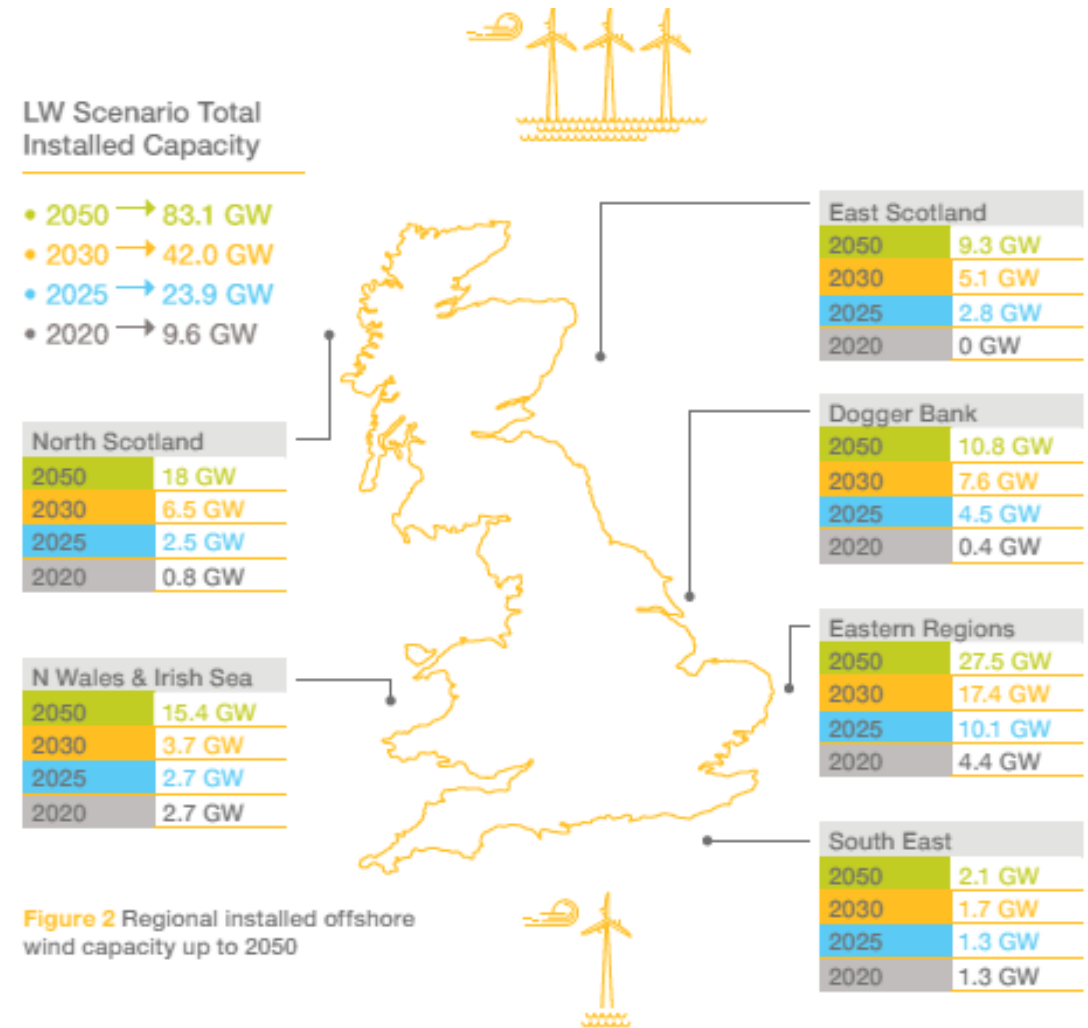 LW Scenario Total
Installed Capacity
• 2050 → 83.1 GW
• 2030 → 42.0 GW
• 2025 → 23.9 GW
• 2020 → 9.6 GW
North Scotland
2050 18 GW
2030 6.5 GW
2025 2.5 GW
2020 0.8 GW
N Wales & Irish Sea
2050 15.4 GW
2030 3.7 GW
2025 2.7 GW
2020 2.7 GW
East Scotland
2050 9.3 GW
2030 5.1 GW
2025 2.8 GW
2020 0 GW
Dogger Bank
2050 10.8 GW
2030 7.6 GW
2025 4.5 GW
2020 0.4 GW
Eastern Regions
2050 27.5 GW
2030 17.4 GW
2025 10.1 GW
2020 4.4 GW
South East
2050 2.1 GW
2030 1.7 GW
2025 1.3 GW
2020 1.3 GW
Figure 2 Regional installed offshore
wind capacity up to 2050